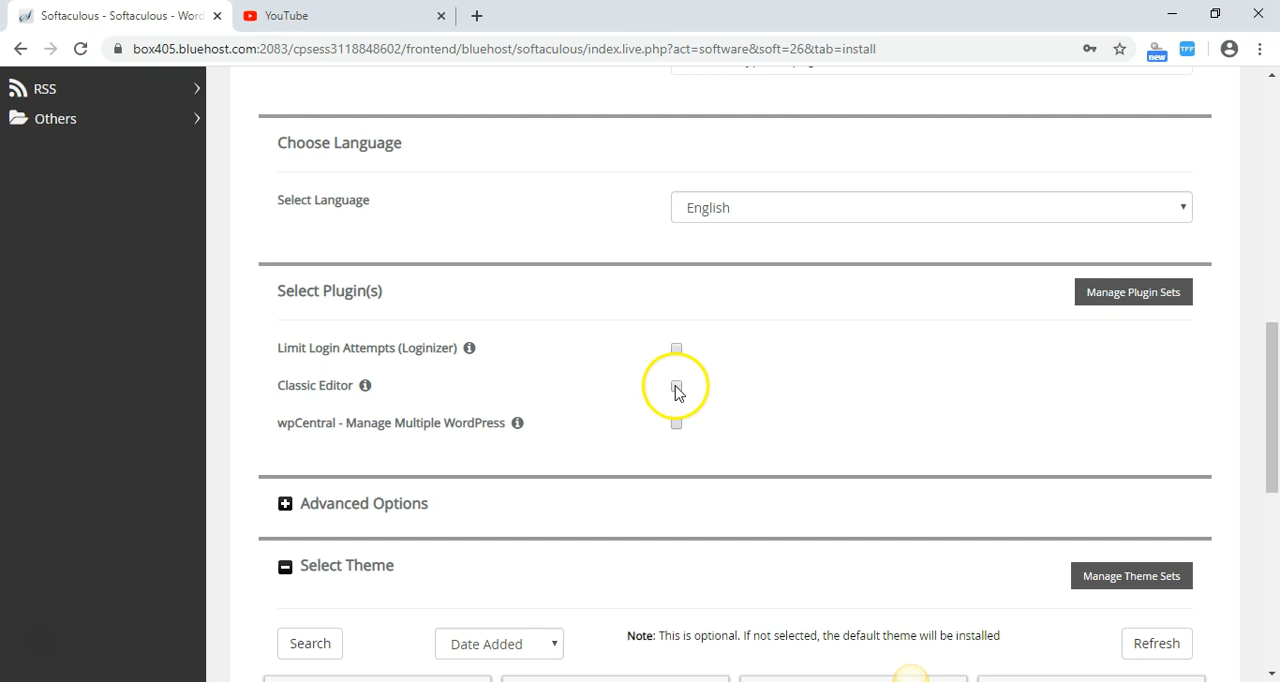 Softaculous - Softaculous - Word
YouTube
box405.bluehost.com:2083/cpsess3118848602/frontend/bluehost/softaculous/index.live.php?act=software&soft=26&tab=install
new
TFF
RSS
Others
Choose Language
Select Language
English
Select Plugin(s)
Manage Plugin Sets
Limit Login Attempts (Loginizer)
Classic Editor
wpCentral - Manage Multiple WordPress
Advanced Options
Select Theme
Manage Theme Sets
Search
Date Added
Note: This is optional. If not selected, the default theme will be installed
Refresh